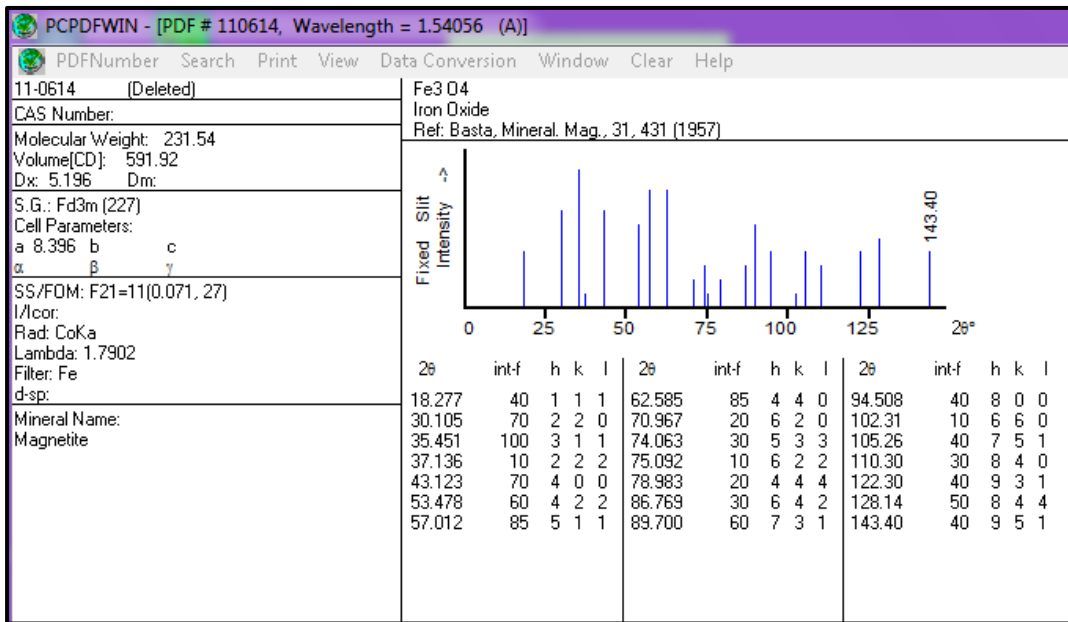 PCPDFWIN - [PDF # 110614, Wavelength = 1.54056 (A)]
PDFNumber Search Print View Data Conversion Window Clear Help
11-0614 (Deleted)
CAS Number:
Molecular Weight: 231.54
Volume[CD]: 591.92
Dx: 5.196 Dm:
S.G.: Fd3m (227)
Cell Parameters:
a 8.396 b c
α β γ
SS/FOM: F21=11(0.071, 27)
I/Icor:
Rad: CoKa
Lambda: 1.7902
Filter: Fe
d-sp:
Mineral Name:
Magnetite
Fe3 O4
Iron Oxide
Ref: Basta, Mineral. Mag., 31, 431 (1957)
Fixed Slit
Intensity ->
143.40
0 25 50 75 100 125 2θ°
2θ int-f h k l 2θ int-f h k l 2θ int-f h k l
18.277 40 1 1 1 62.585 85 4 4 0 94.508 40 8 0 0
30.105 70 2 2 0 70.967 20 6 2 0 102.31 10 6 6 0
35.451 100 3 1 1 74.063 30 5 3 3 105.26 40 7 5 1
37.136 10 2 2 2 75.092 10 6 2 2 110.30 30 8 4 0
43.123 70 4 0 0 78.983 20 4 4 4 122.30 40 9 3 1
53.478 60 4 2 2 86.769 30 6 4 2 128.14 50 8 4 4
57.012 85 5 1 1 89.700 60 7 3 1 143.40 40 9 5 1